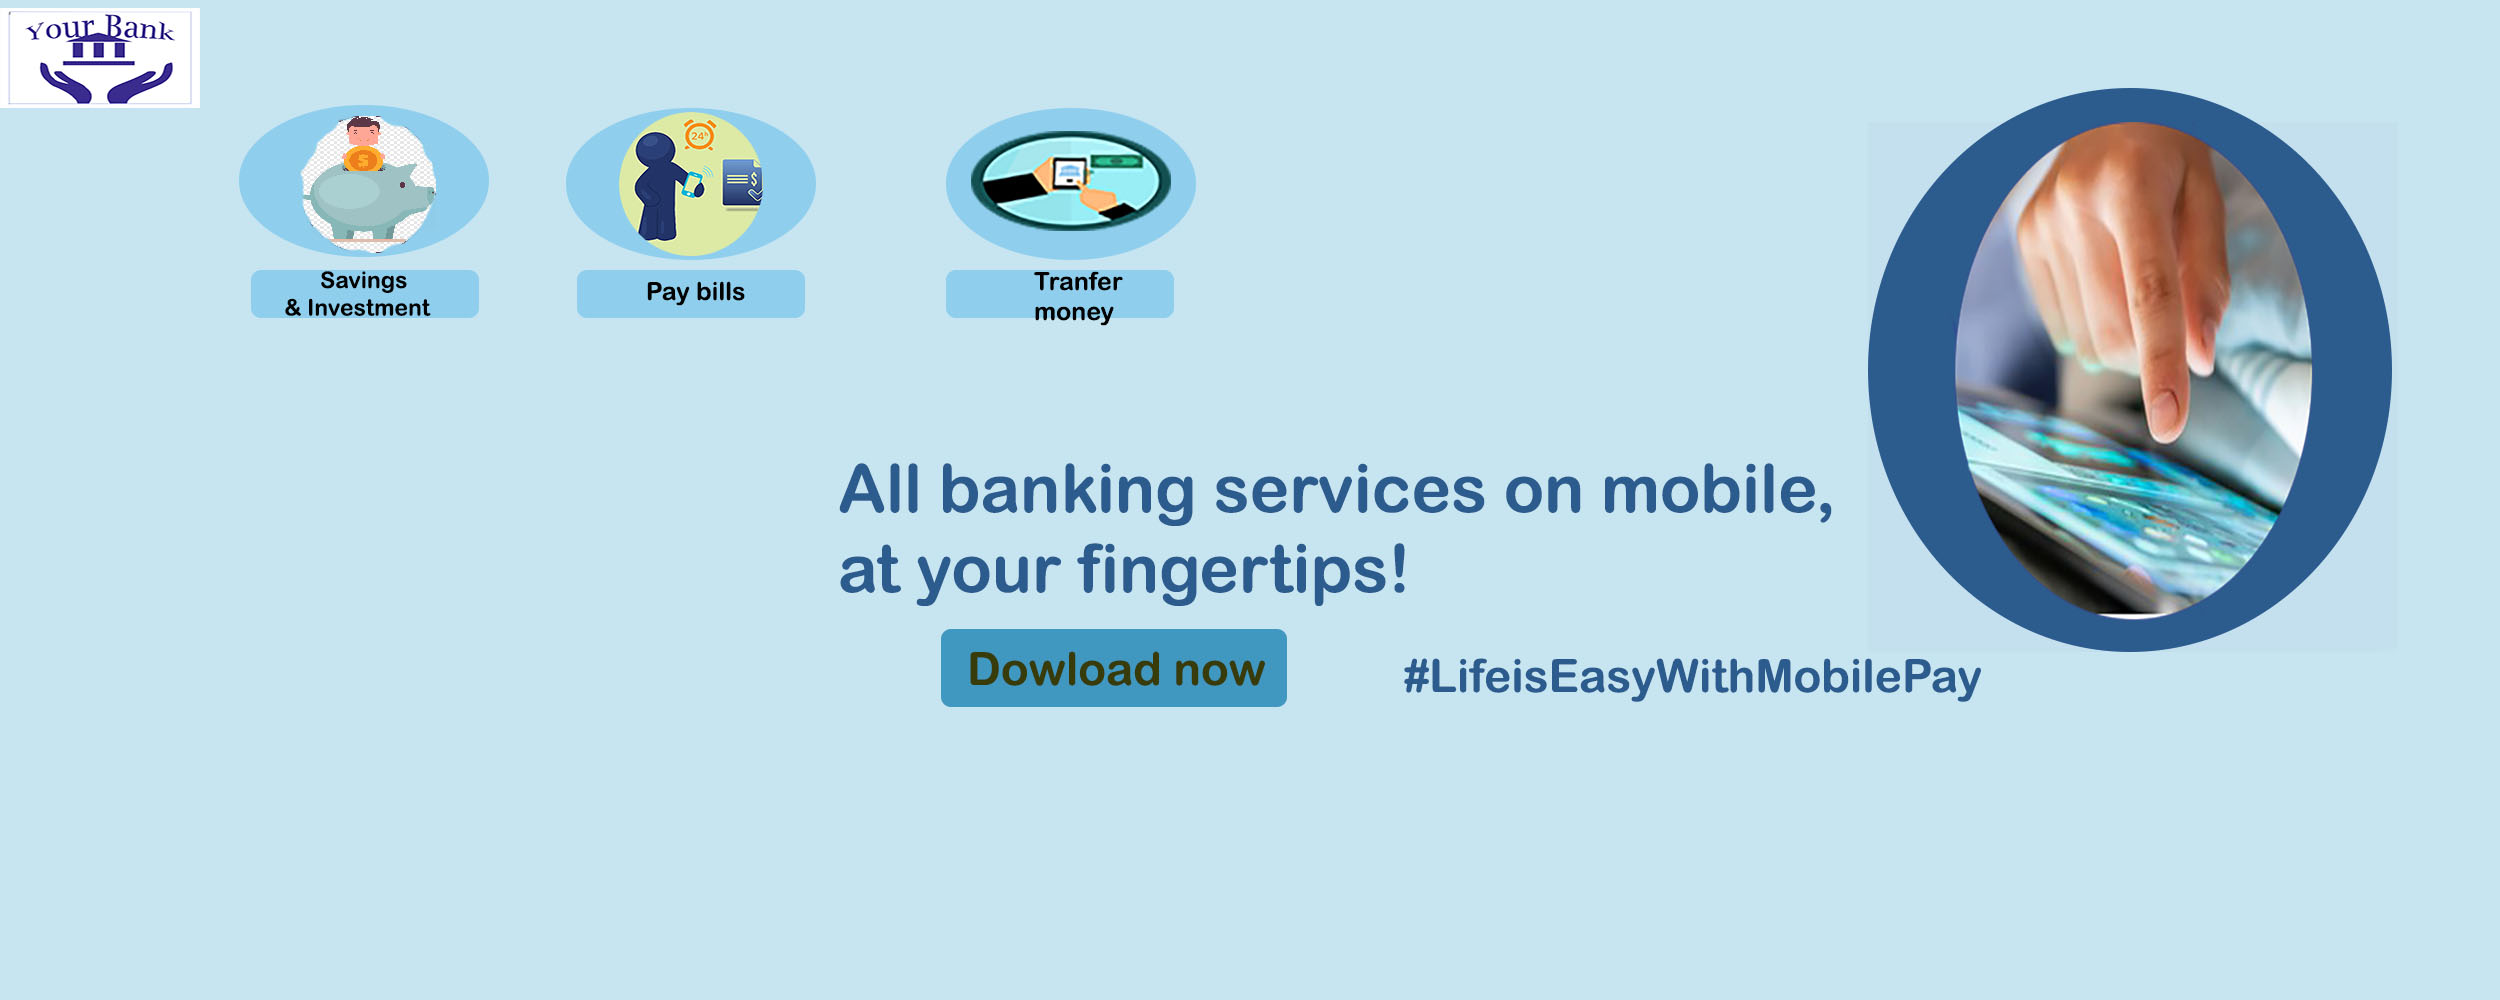 Your Bank
24h
$
$
Savings
& Investment
Pay bills
Tranfer
money
All banking services on mobile,
at your fingertips!
Dowload now
#LifeisEasyWithMobilePay